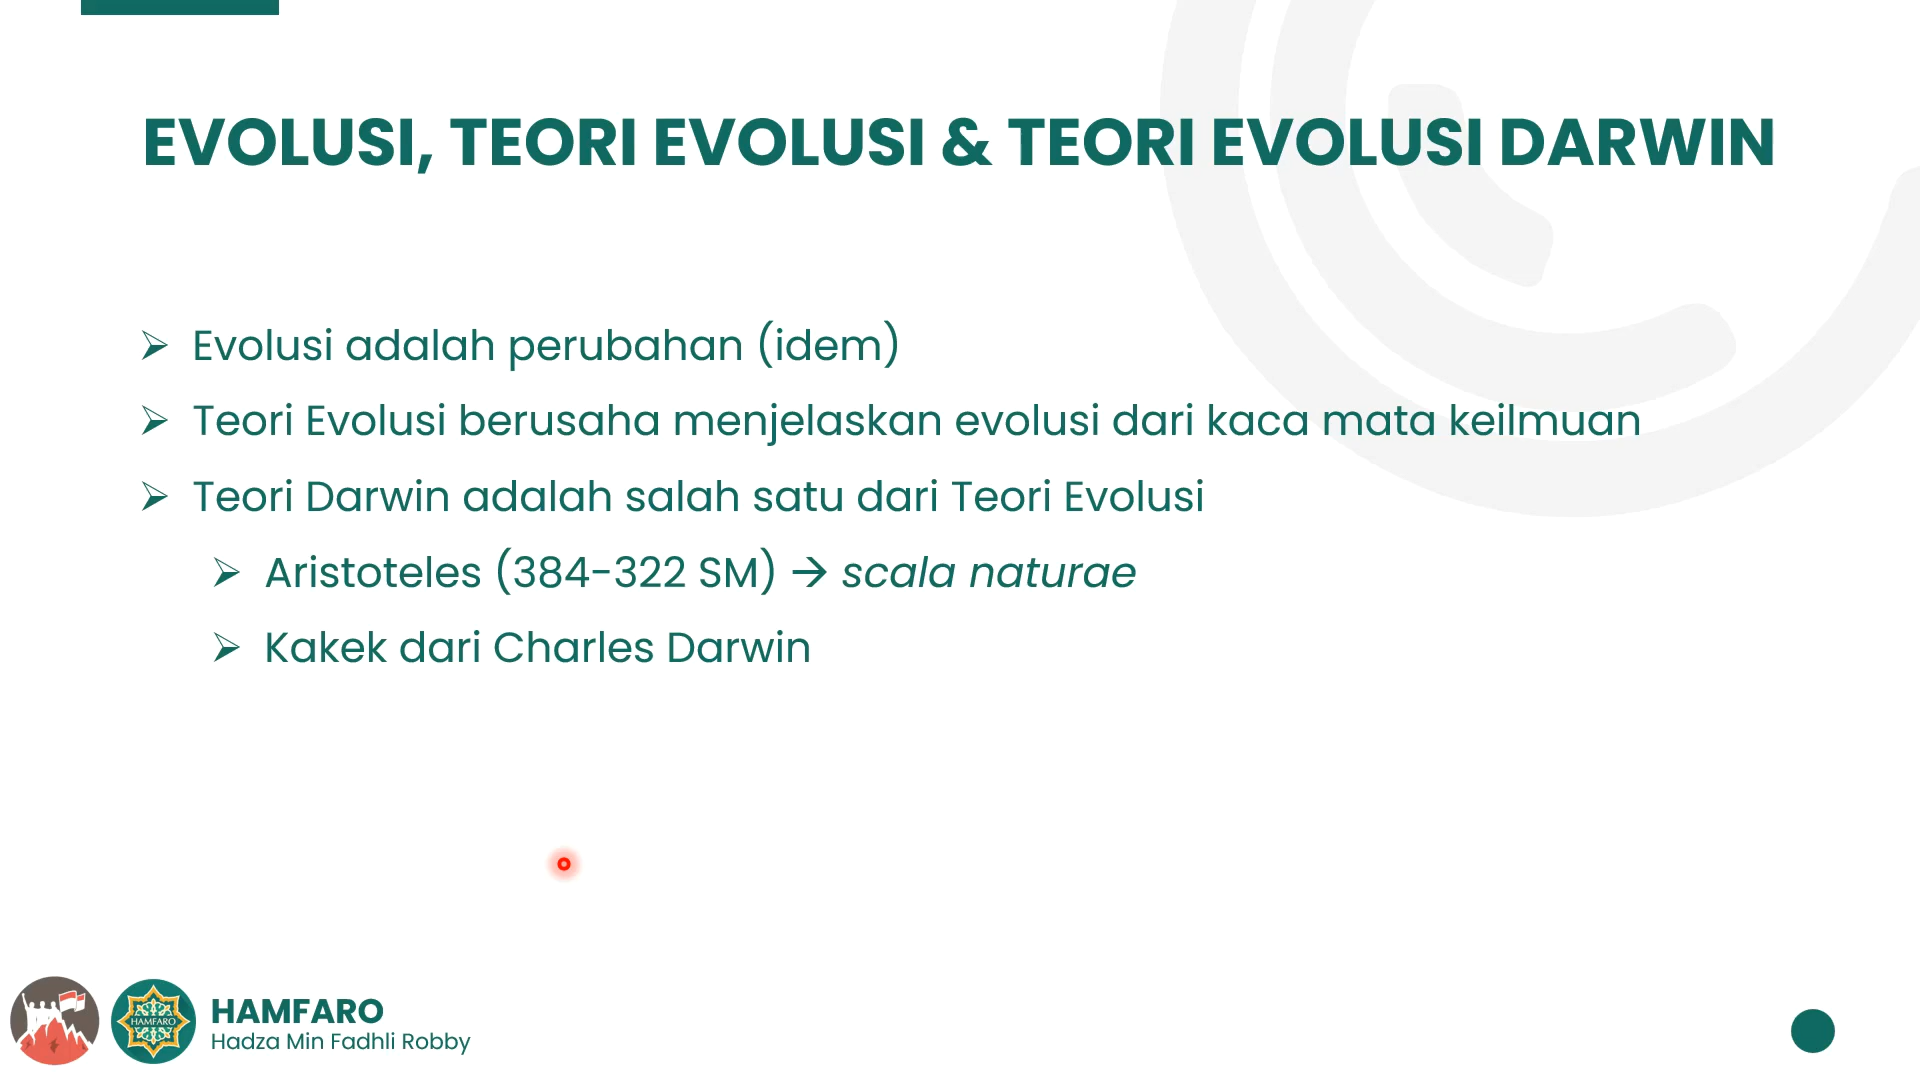 EVOLUSI, TEORI EVOLUSI & TEORI EVOLUSI DARWIN
➢ Evolusi adalah perubahan (idem)
➢ Teori Evolusi berusaha menjelaskan evolusi dari kaca mata keilmuan
➢ Teori Darwin adalah salah satu dari Teori Evolusi
➢ Aristoteles (384-322 SM) → scala naturae
➢ Kakek dari Charles Darwin
HAMFARO
HAMFARO
Hadza Min Fadhli Robby